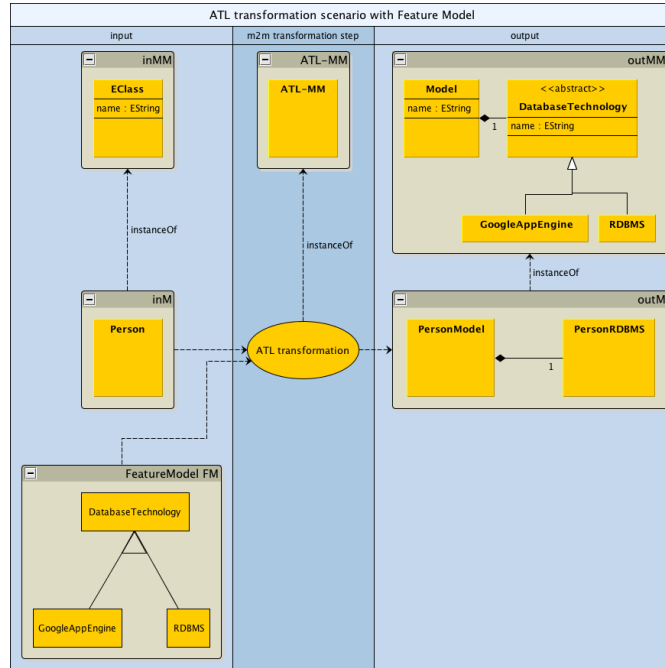 ATL transformation scenario with Feature Model
input
m2m transformation step
output
inMM
EClass
name : EString
ATL-MM
ATL-MM
outMM
Model
name : EString
1
<<abstract>>
DatabaseTechnology
name : EString
GoogleAppEngine
RDBMS
instanceOf
instanceOf
instanceOf
inM
Person
ATL transformation
outM
PersonModel
1
PersonRDBMS
FeatureModel FM
DatabaseTechnology
GoogleAppEngine
RDBMS